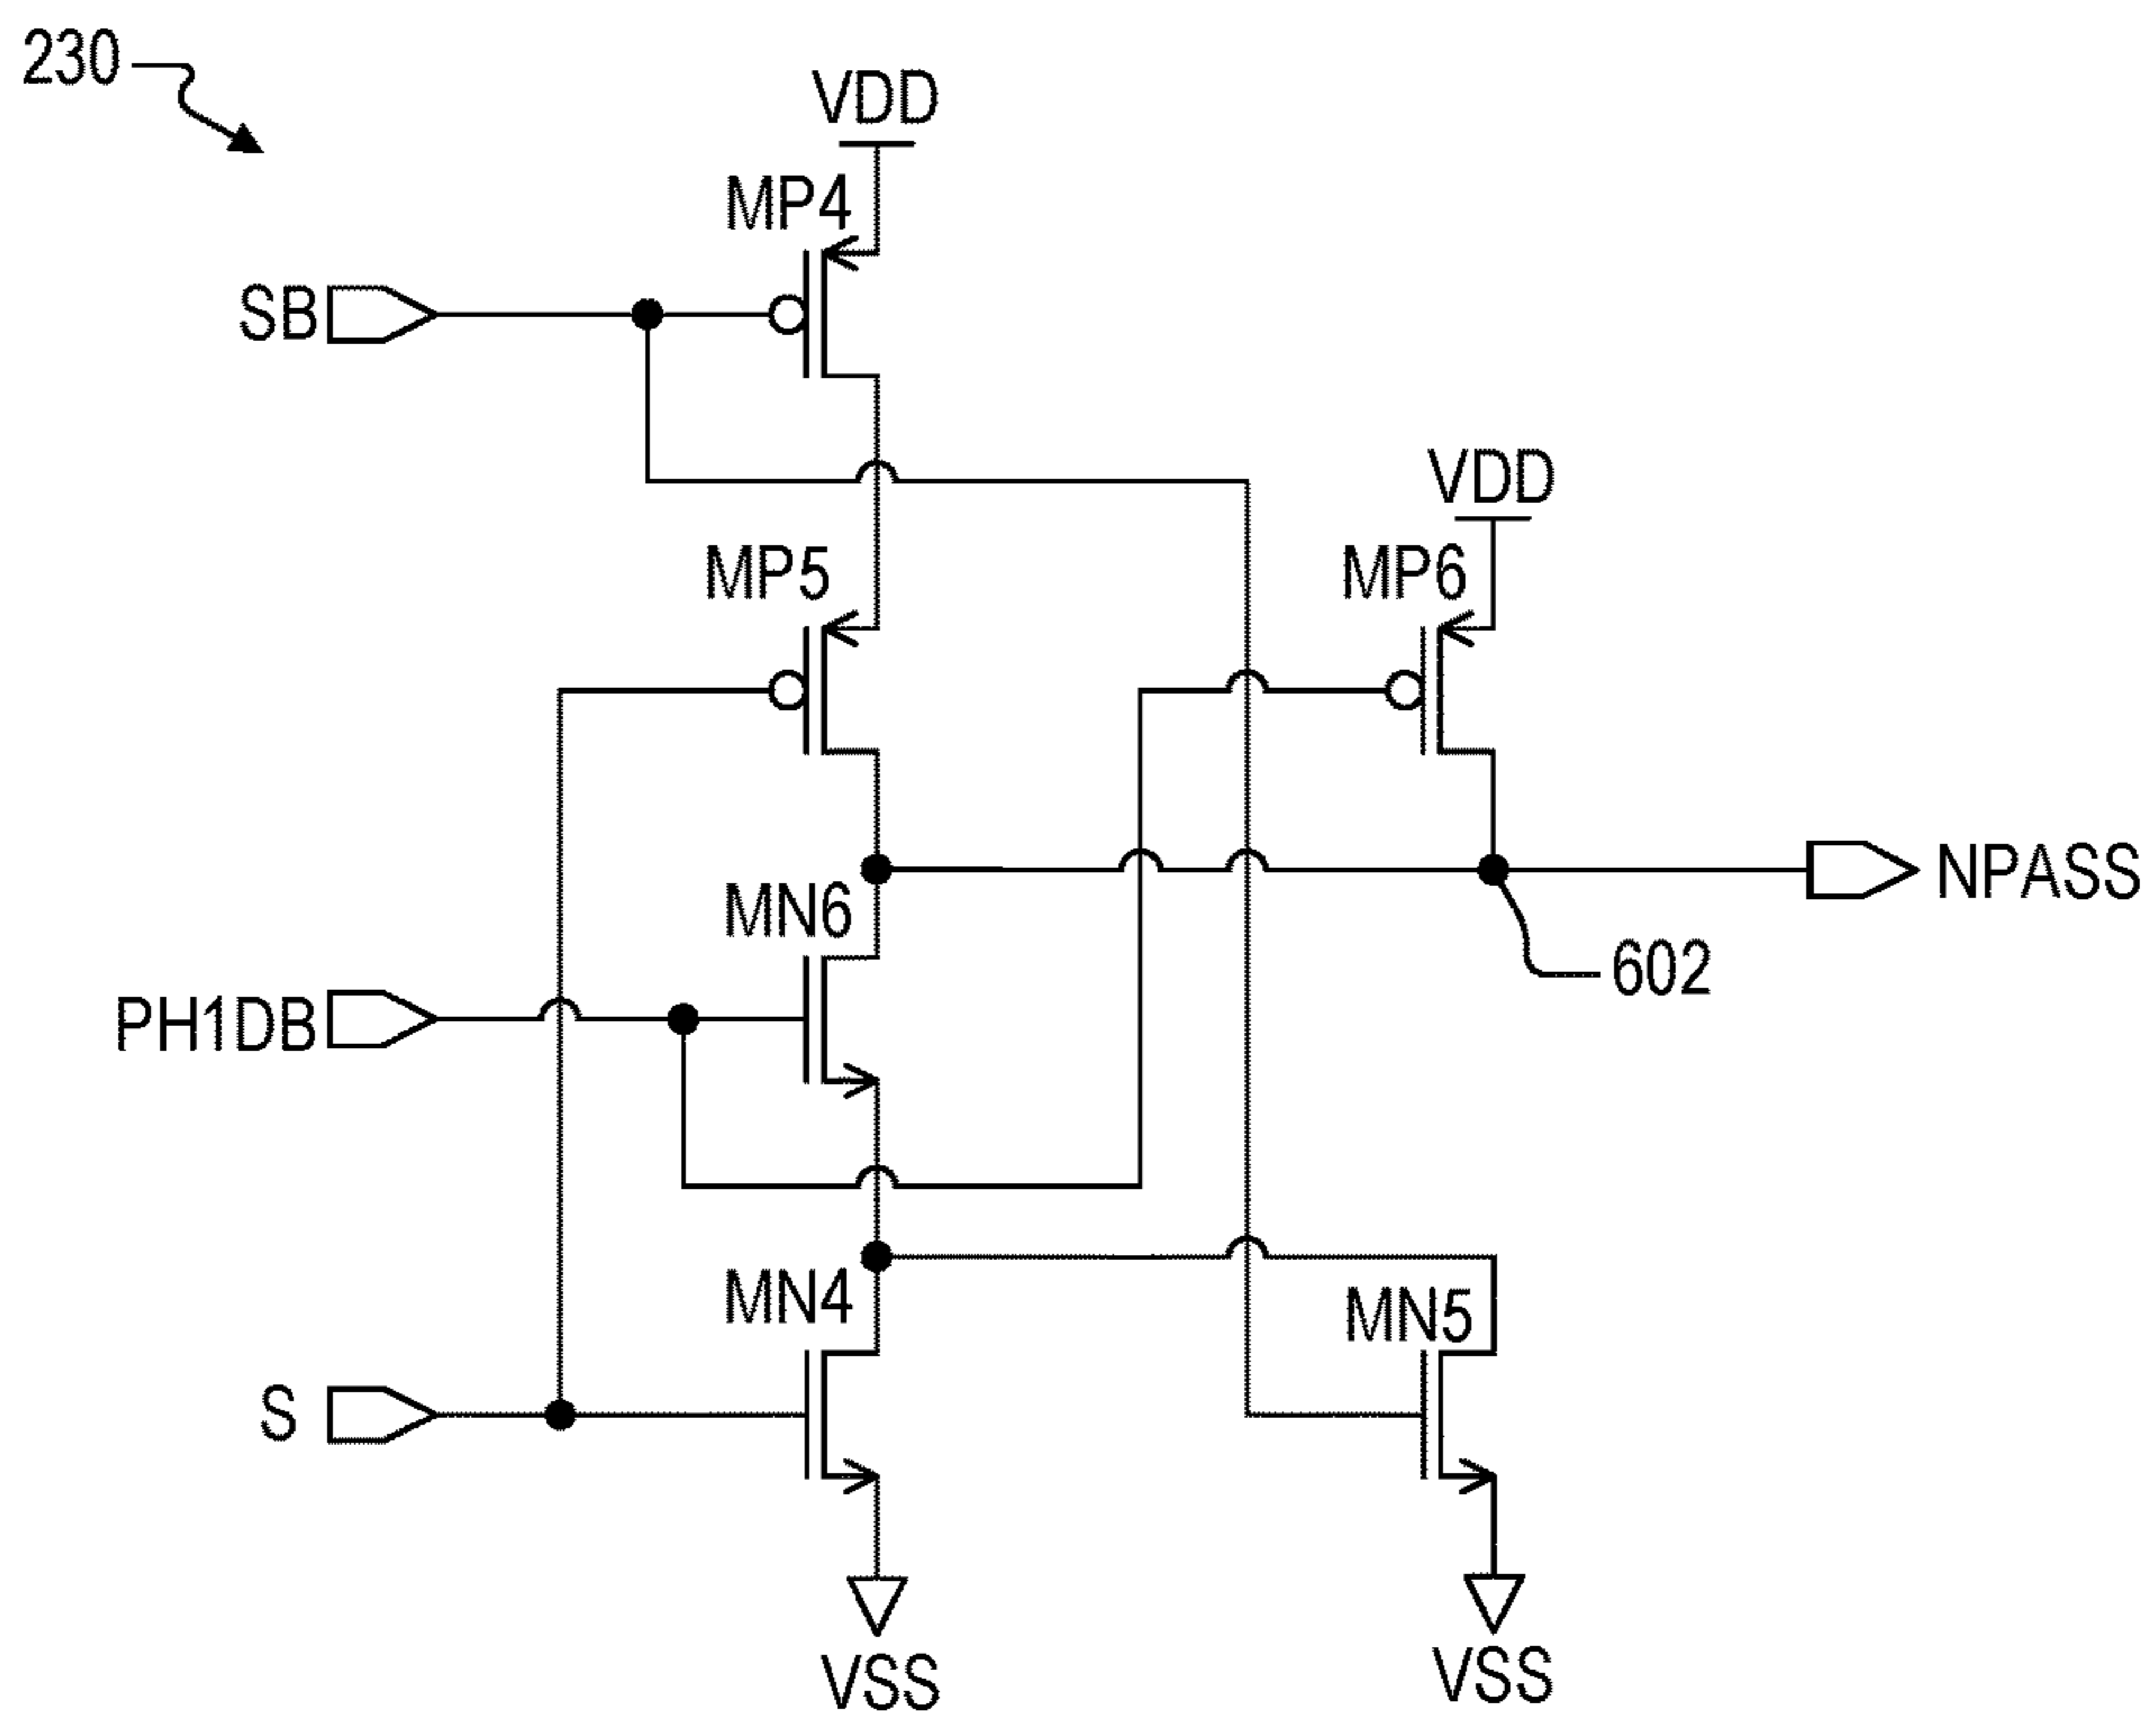 230
VDD
MP4
SB
VDD
MP5
MP6
NPASS
MN6
602
PH1DB
MN4
MN5
S
VSS
VSS